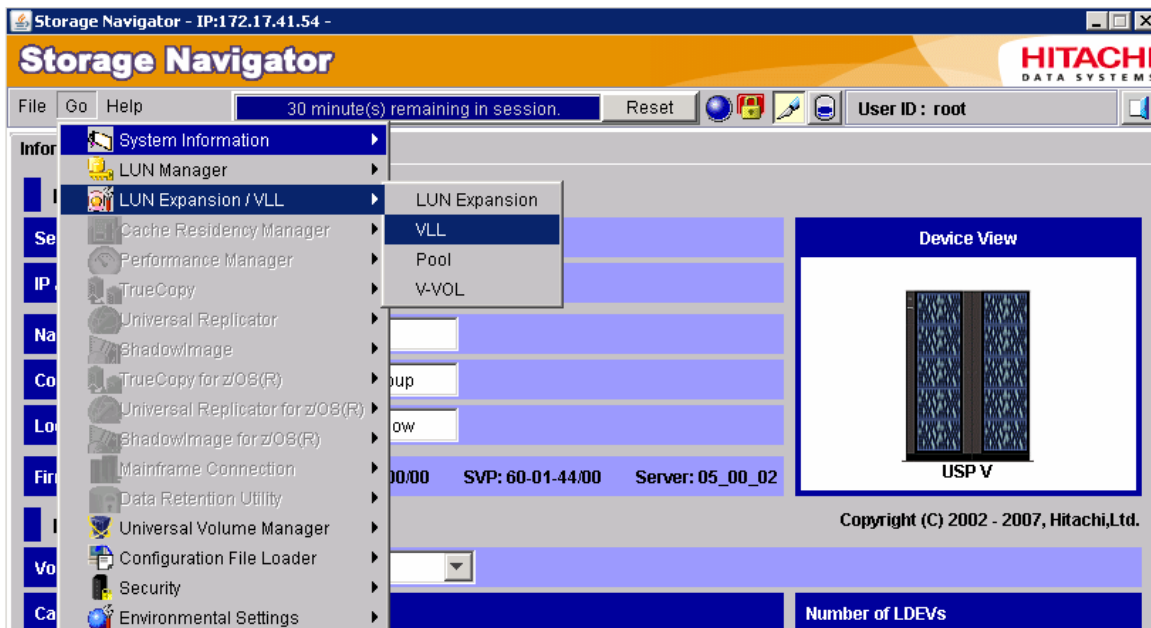 Storage Navigator - IP:172.17.41.54 -
Storage Navigator
HITACHI
DATA SYSTEMS
File Go Help 30 minute(s) remaining in session. Reset User ID : root
System Information
LUN Manager
LUN Expansion / VLL
Cache Residency Manager
Performance Manager
TrueCopy
Universal Replicator
ShadowImage
TrueCopy for z/OS(R)
Universal Replicator for z/OS(R)
ShadowImage for z/OS(R)
Mainframe Connection
Data Retention Utility
Universal Volume Manager
Configuration File Loader
Security
Environmental Settings
LUN Expansion
VLL
Pool
V-VOL
Infor
Se
IP
Na
Co oup
Lo ow
Fir 00/00 SVP: 60-01-44/00 Server: 05_00_02
Vo
Ca
Device View
USP V
Copyright (C) 2002 - 2007, Hitachi,Ltd.
Number of LDEVs